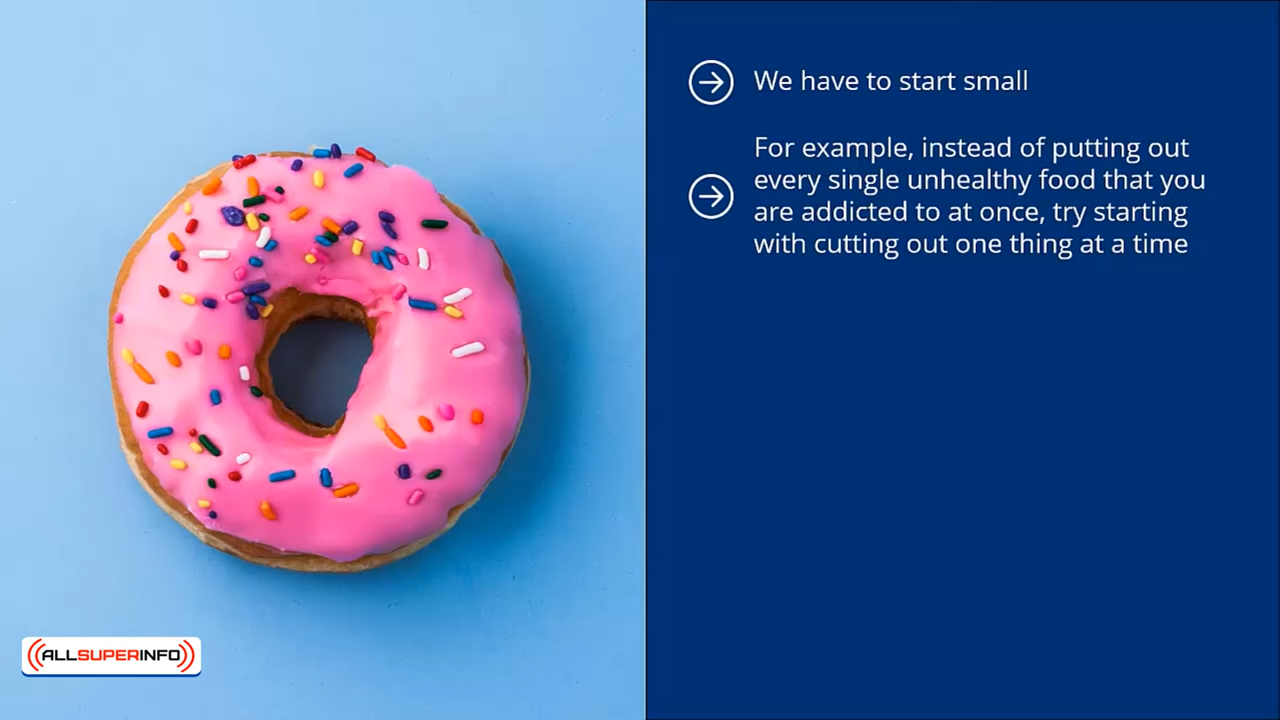 We have to start small
For example, instead of putting out
every single unhealthy food that you
are addicted to at once, try starting
with cutting out one thing at a time
ALLSUPERINFO